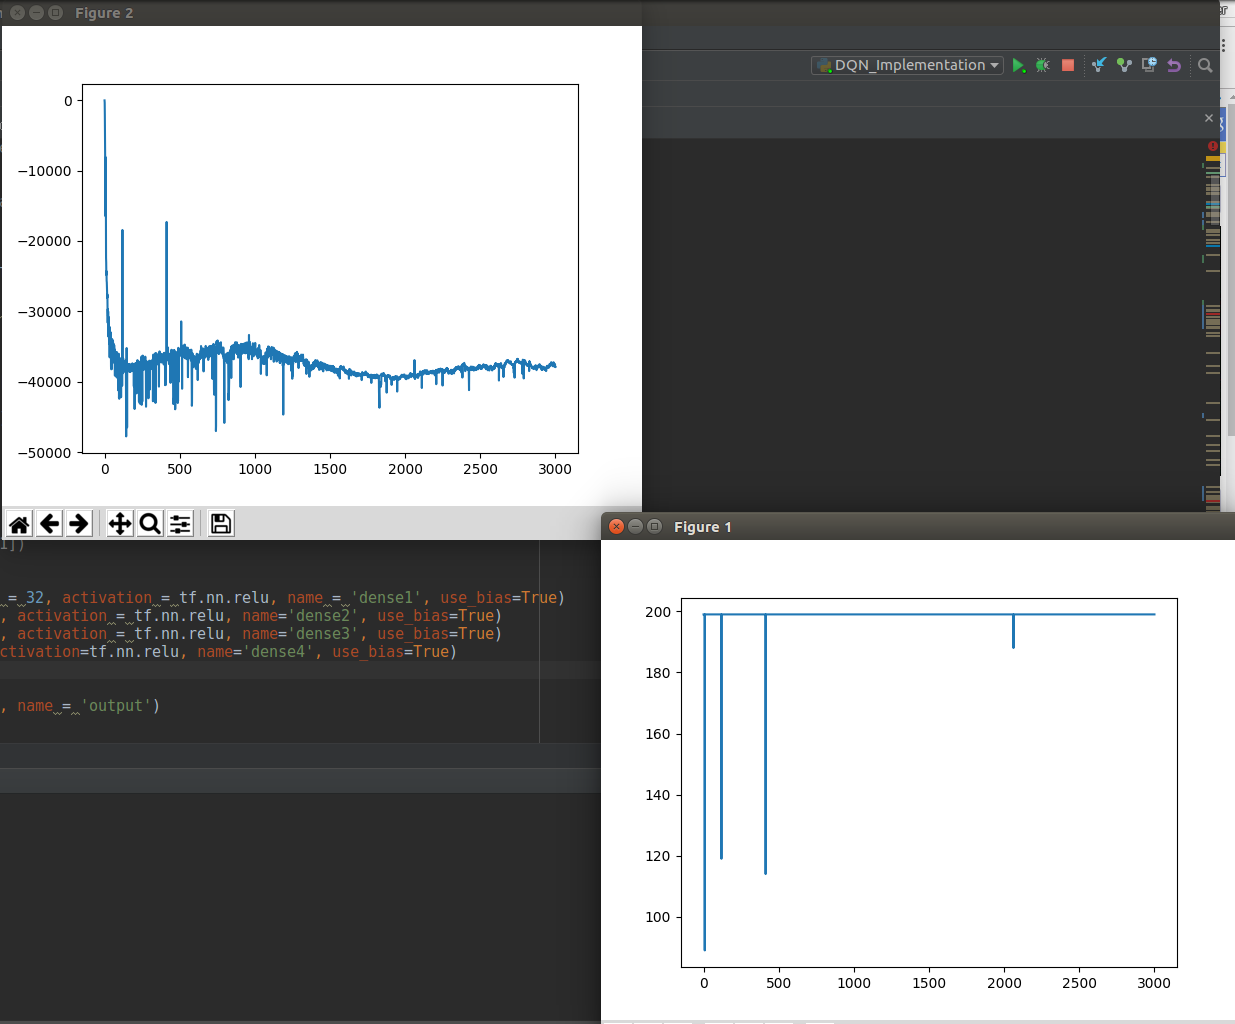 Figure 2
DQN_Implementation
0
−10000
−20000
−30000
−40000
−50000
0 500 1000 1500 2000 2500 3000
Figure 1
1])
= 32, activation = tf.nn.relu, name = 'dense1', use_bias=True)
, activation = tf.nn.relu, name='dense2', use_bias=True)
, activation = tf.nn.relu, name='dense3', use_bias=True)
ctivation=tf.nn.relu, name='dense4', use_bias=True)
, name = 'output')
200
180
160
140
120
100
0 500 1000 1500 2000 2500 3000